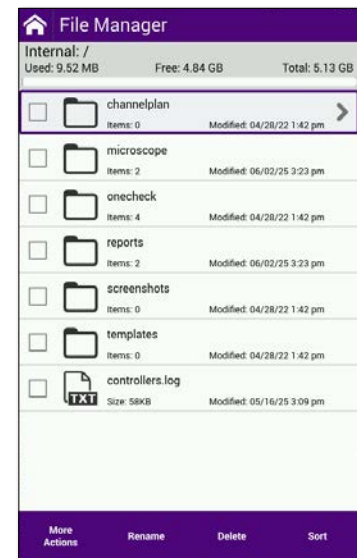 File Manager
Internal: /
Used: 9.52 MB Free: 4.84 GB Total: 5.13 GB
channelplan
Items: 0 Modified: 04/28/22 1:42 pm
microscope
Items: 2 Modified: 06/02/25 3:23 pm
onecheck
Items: 4 Modified: 04/28/22 1:42 pm
reports
Items: 2 Modified: 06/02/25 3:23 pm
screenshots
Items: 0 Modified: 04/28/22 1:42 pm
templates
Items: 0 Modified: 04/28/22 1:42 pm
controllers.log
TXT
Size: 58KB Modified: 05/16/25 3:09 pm
More Actions Rename Delete Sort